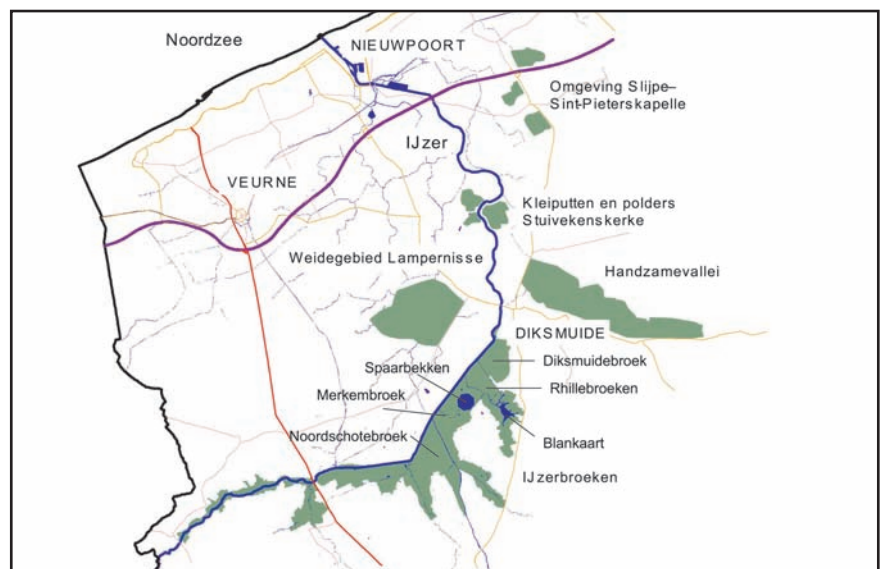 Noordzee
NIEUWPOORT
Omgeving Slijpe–
Sint-Pieterskapelle
IJzer
VEURNE
Kleiputten en polders
Stuivekenskerke
Weidegebied Lampernisse
Handzamevallei
DIKSMUIDE
Diksmuidebroek
Spaarbekken
Rhillebroeken
Merkembroek
Noordschotebroek
Blankaart
IJzerbroeken